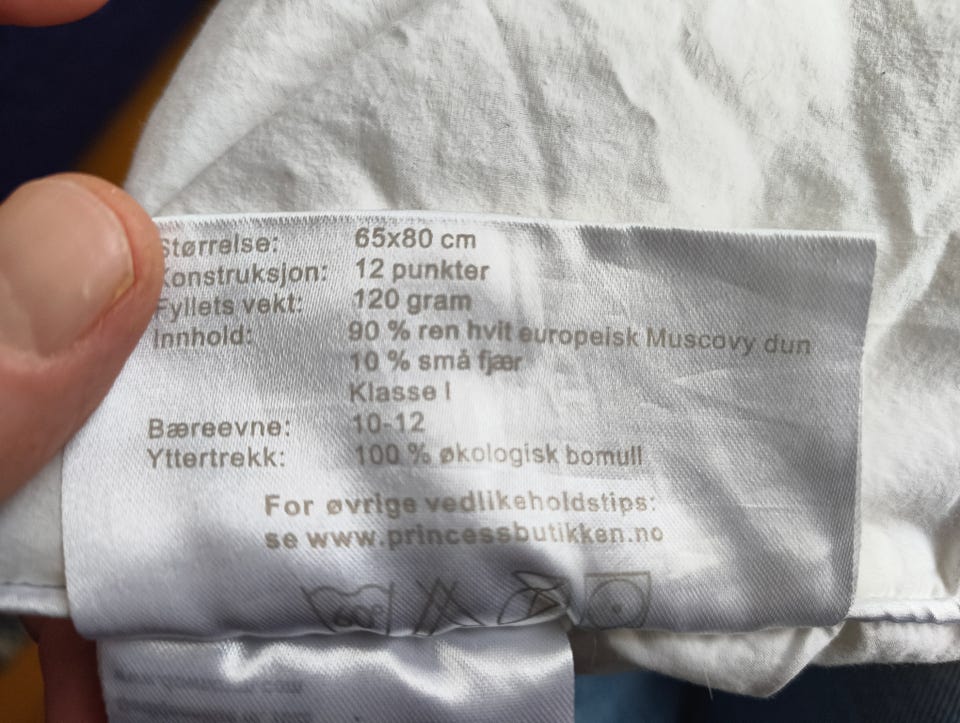 Størrelse: 65x80 cm
Konstruksjon: 12 punkter
Fyllets vekt: 120 gram
Innhold: 90 % ren hvit europeisk Muscovy dun
10 % små fjær
Klasse I
Bæreevne: 10-12
Yttertrekk: 100 % økologisk bomull
For øvrige vedlikeholdstips:
se www.princessbutikken.no
60°